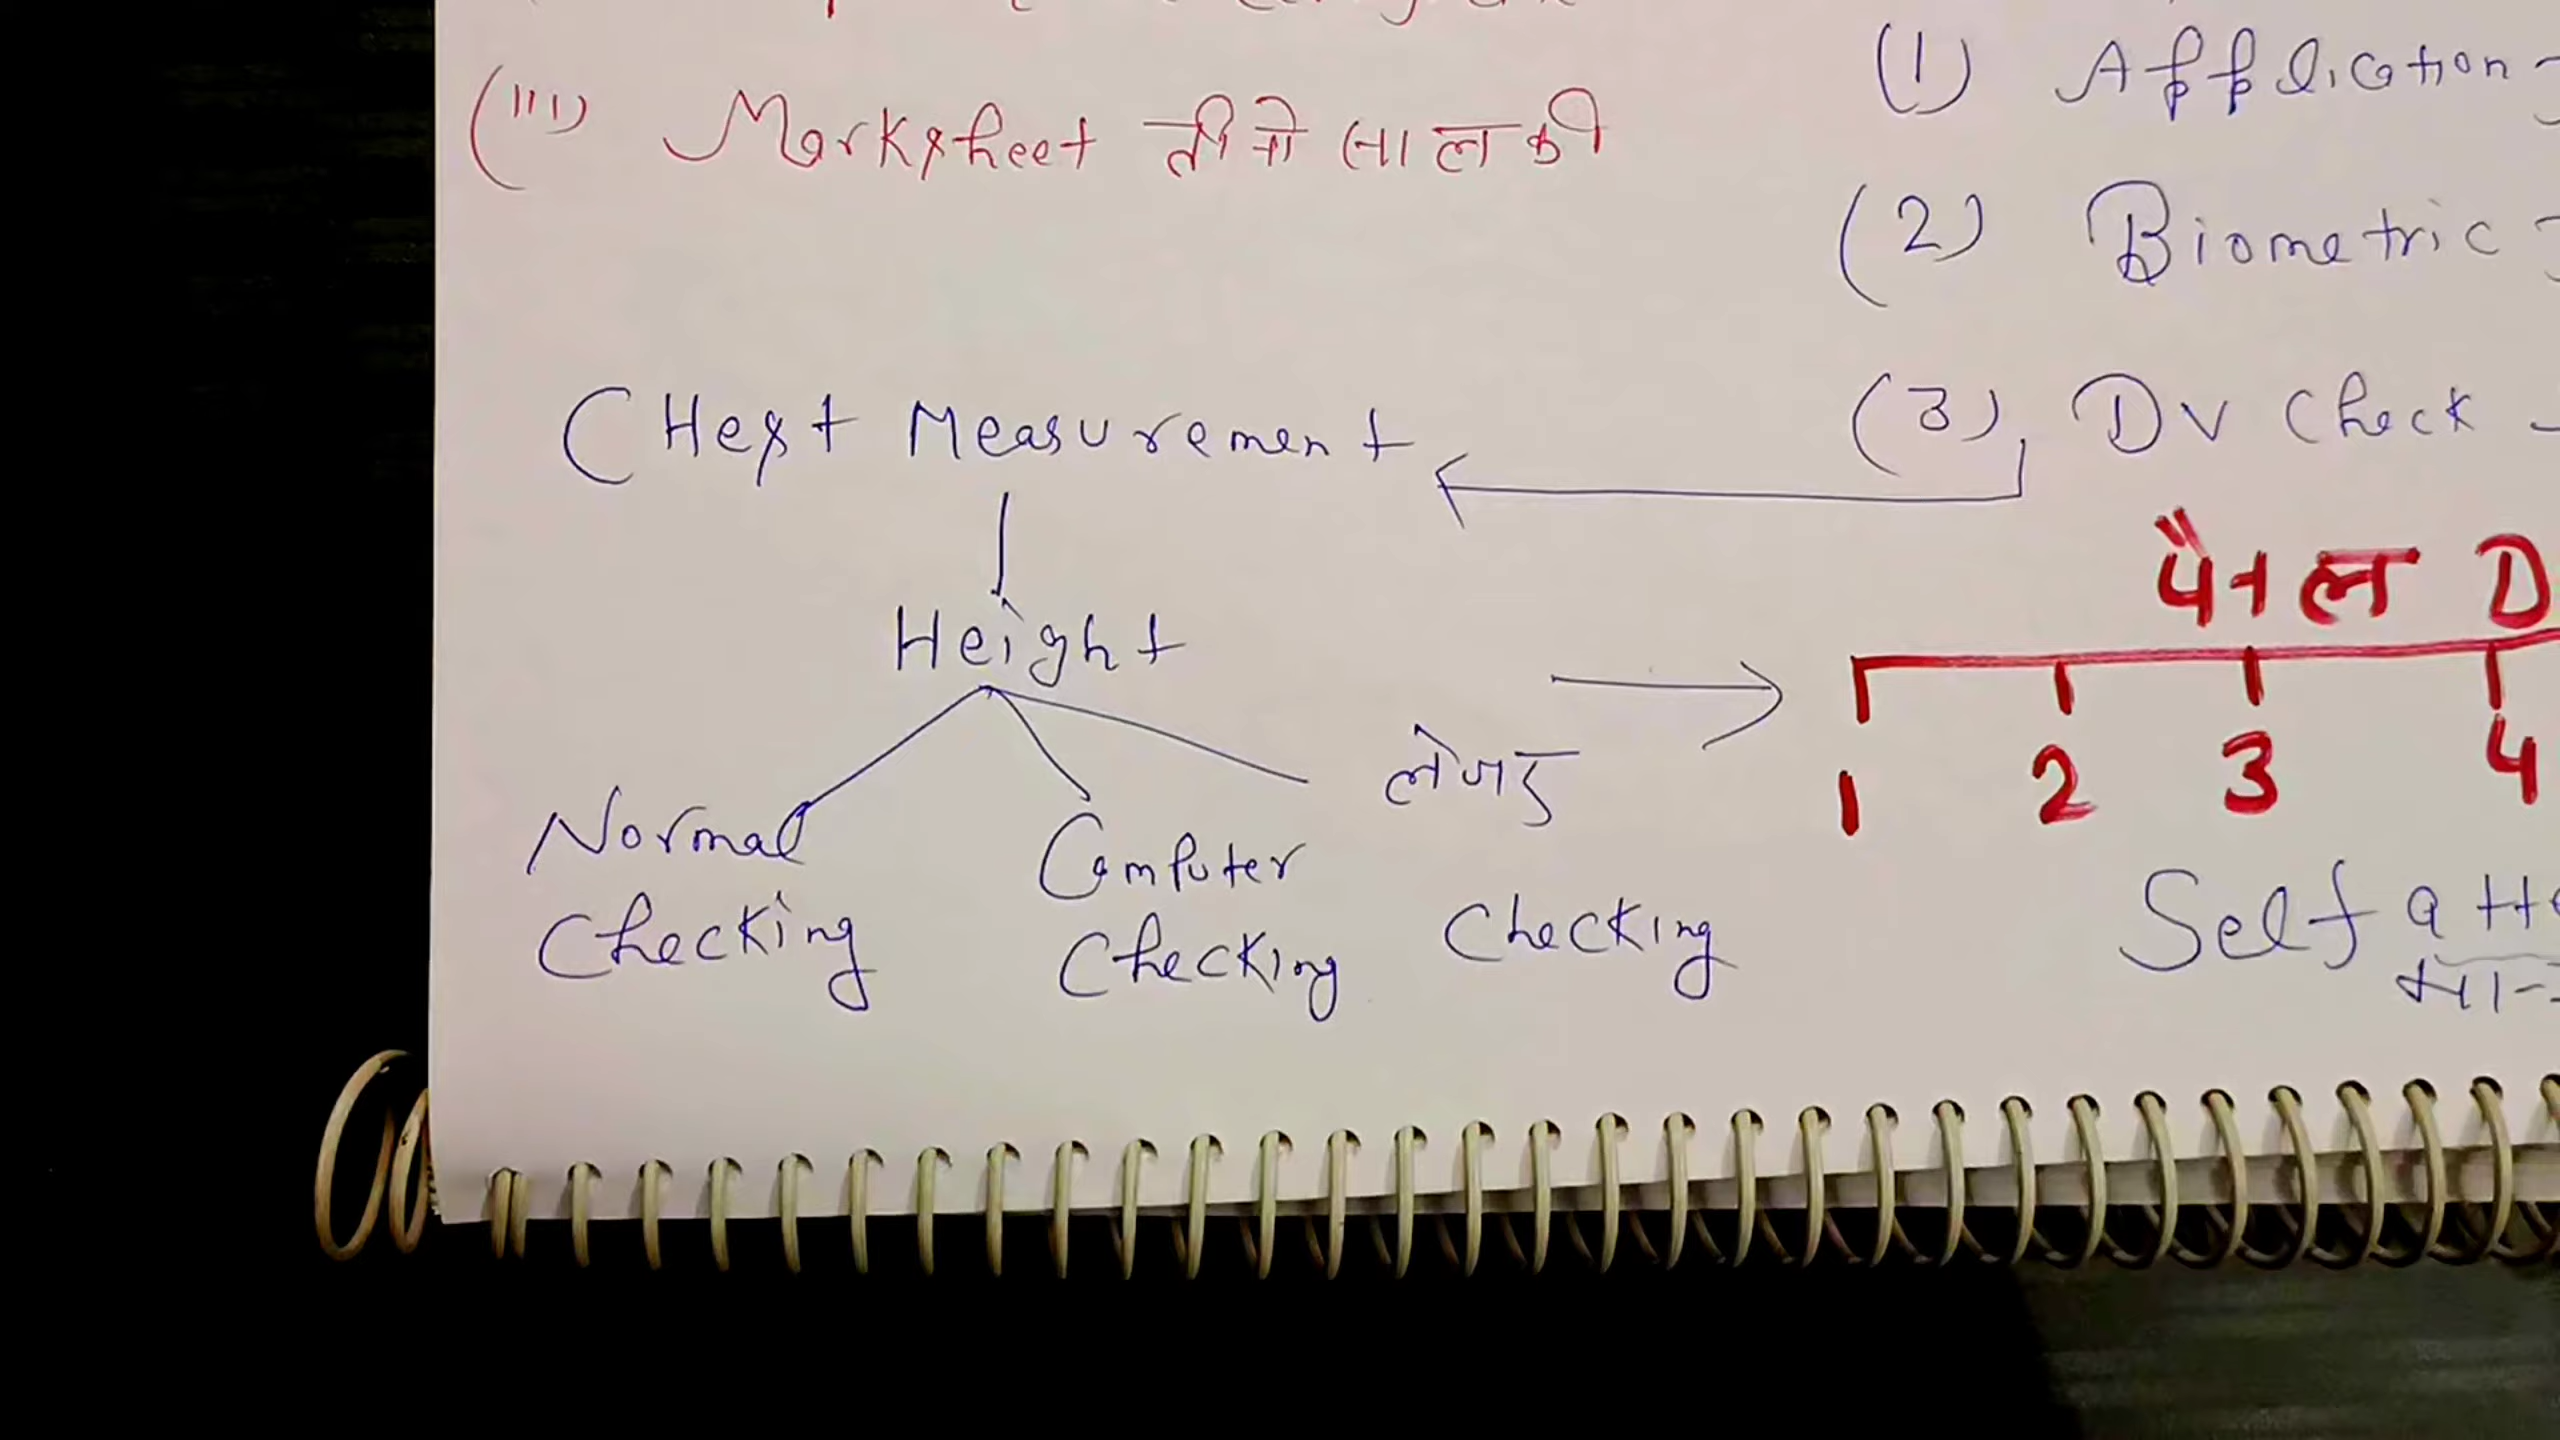 (iii) Marksheet तीनो साल की
CHest Measurement
Height
Normal Checking
Computer Checking
Checking
(1) Application
(2) Biometric
(3) DV Check
पैनल D
1 2 3 4
Self